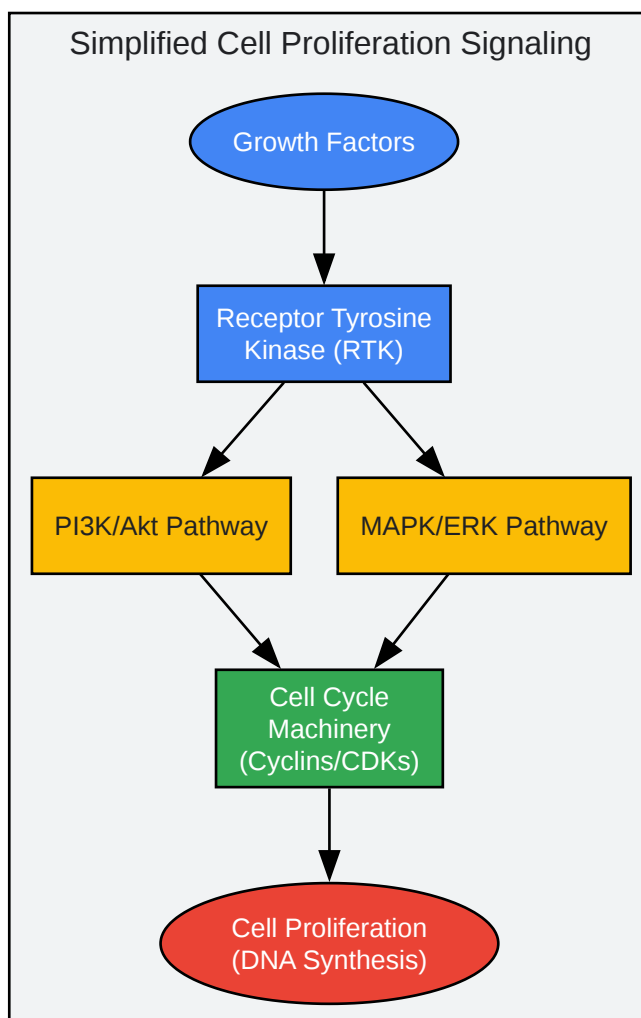 Simplified Cell Proliferation Signaling
Growth Factors
Receptor Tyrosine
Kinase (RTK)
PI3K/Akt Pathway
MAPK/ERK Pathway
Cell Cycle
Machinery
(Cyclins/CDKs)
Cell Proliferation
(DNA Synthesis)